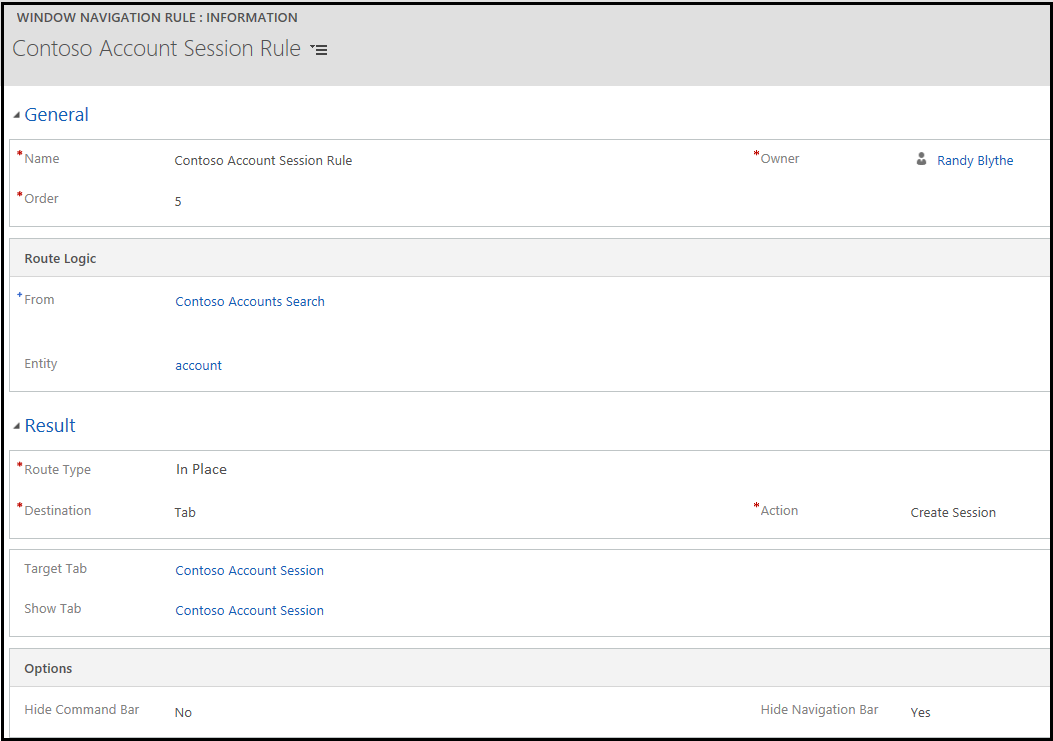 WINDOW NAVIGATION RULE : INFORMATION
Contoso Account Session Rule
General
* Name Contoso Account Session Rule * Owner Randy Blythe
* Order 5
Route Logic
+ From Contoso Accounts Search
Entity account
Result
* Route Type In Place
* Destination Tab * Action Create Session
Target Tab Contoso Account Session
Show Tab Contoso Account Session
Options
Hide Command Bar No Hide Navigation Bar Yes